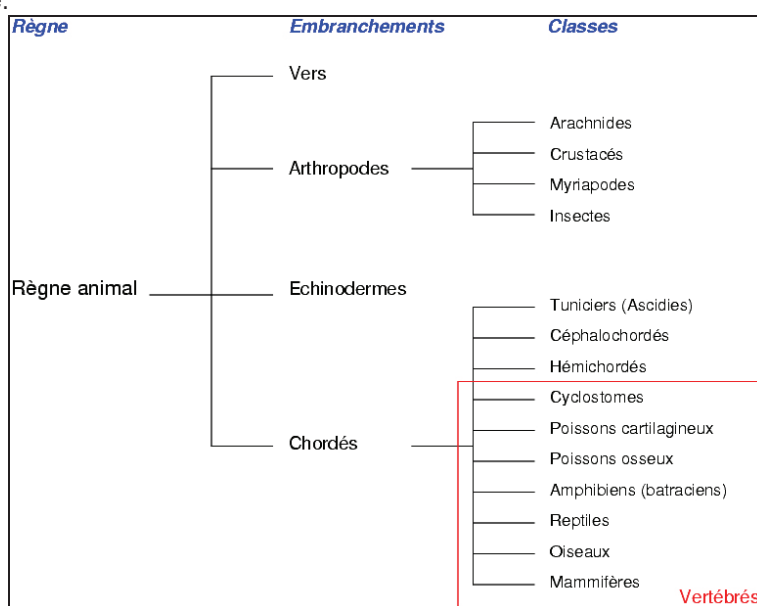 Règne Embranchements Classes
Vers
Arachnides
Crustacés
Arthropodes
Myriapodes
Insectes
Règne animal
Echinodermes
Tuniciers (Ascidies)
Céphalochordés
Hémichordés
Cyclostomes
Poissons cartilagineux
Chordés
Poissons osseux
Amphibiens (batraciens)
Reptiles
Oiseaux
Mammifères
Vertébrés